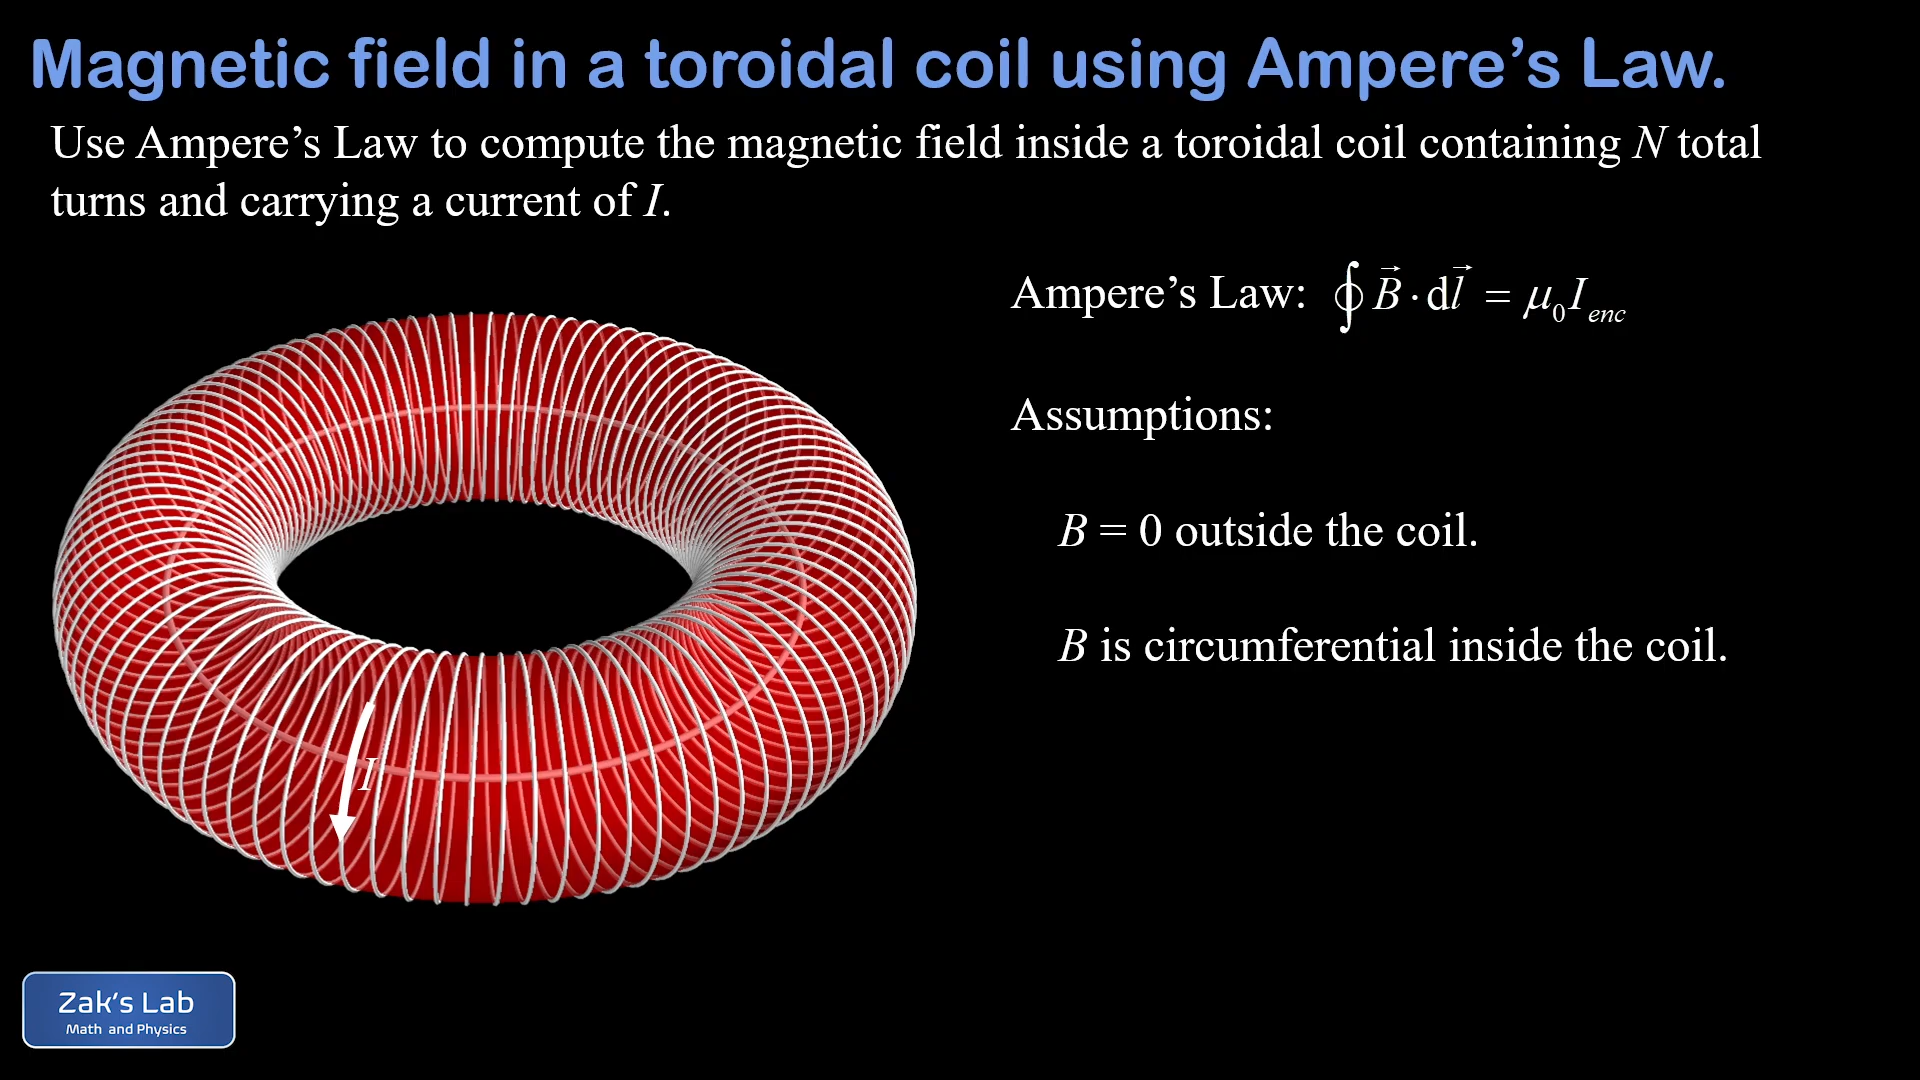 Magnetic field in a toroidal coil using Ampere’s Law.
Use Ampere’s Law to compute the magnetic field inside a toroidal coil containing N total
turns and carrying a current of I.
Ampere’s Law: ∮ B⃗ · dl⃗ = μ₀I_enc
Assumptions:
B = 0 outside the coil.
B is circumferential inside the coil.
I
Zak‘s Lab
Math and Physics